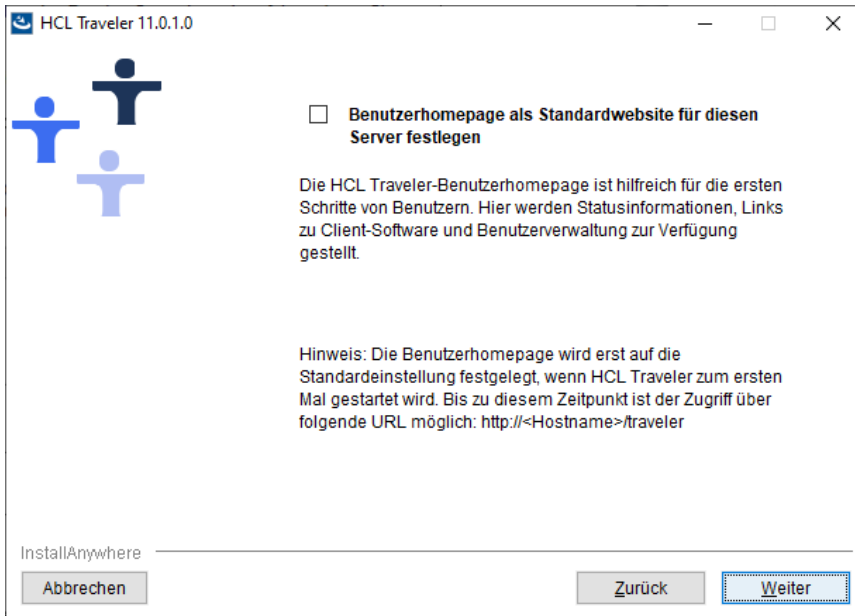 HCL Traveler 11.0.1.0
Benutzerhomepage als Standardwebsite für diesen
Server festlegen
Die HCL Traveler-Benutzerhomepage ist hilfreich für die ersten
Schritte von Benutzern. Hier werden Statusinformationen, Links
zu Client-Software und Benutzerverwaltung zur Verfügung
gestellt.
Hinweis: Die Benutzerhomepage wird erst auf die
Standardeinstellung festgelegt, wenn HCL Traveler zum ersten
Mal gestartet wird. Bis zu diesem Zeitpunkt ist der Zugriff über
folgende URL möglich: http://<Hostname>/traveler
InstallAnywhere
Abbrechen
Zurück
Weiter